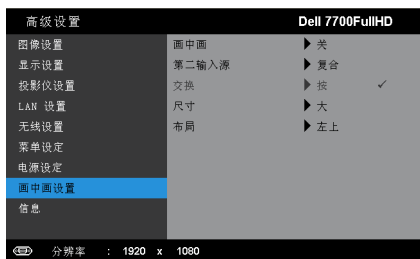 高级设置 Dell 7700FullHD
图像设置 画中画 关
显示设置 第二输入源 复合
投影仪设置 交换 按
LAN 设置 尺寸 大
无线设置 布局 左上
菜单设定
电源设定
画中画设置
信息
分辨率 : 1920 x 1080